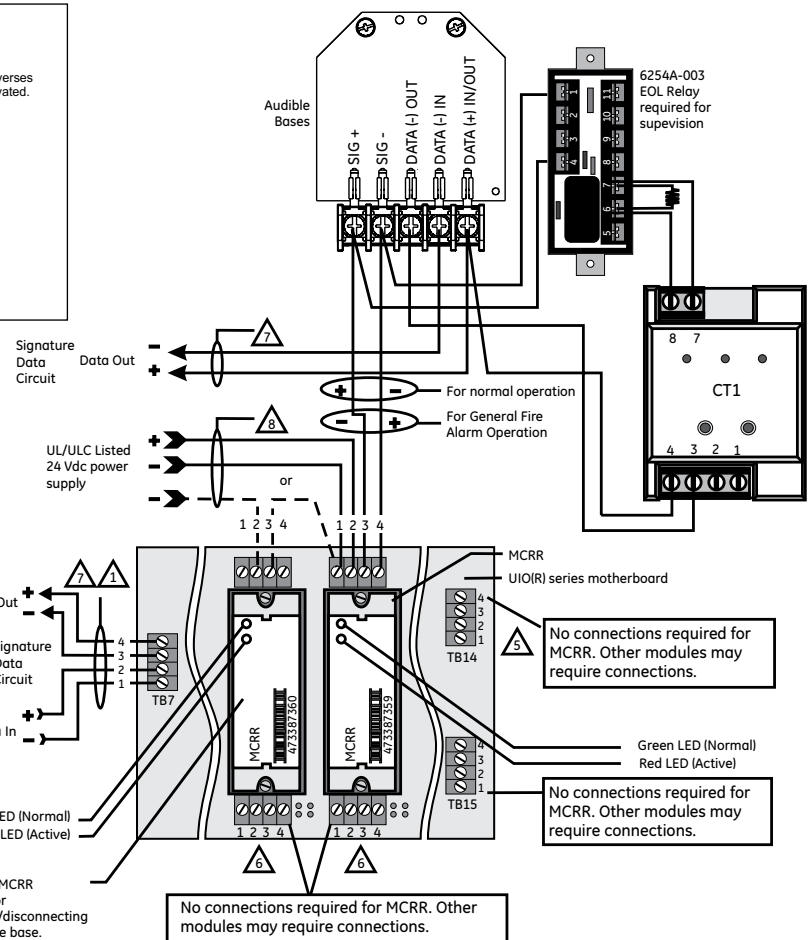 verses
vated.
Audible
Bases
SIG +
SIG -
DATA (-) OUT
DATA (-) IN
DATA (+) IN/OUT
6254A-003
EOL Relay
required for
supevision
1
2
3
4
11
10
9
8
7
6
5
8 7
CT1
4 3 2 1
Signature
Data
Circuit
Data Out
-
+
7
+ -
For normal operation
- +
For General Fire
Alarm Operation
8
UL/ULC Listed
24 Vdc power
supply
+
-
-
or
1 2 3 4
1 2 3 4
MCRR
UIO(R) series motherboard
7 1
Out
+
-
ignature
Data
Circuit
4
3
2
1
TB7
In
+
-
MCRR
473387360
MCRR
473387359
4
3
2
1
TB14
5
No connections required for
MCRR. Other modules may
require connections.
Green LED (Normal)
Red LED (Active)
4
3
2
1
TB15
No connections required for
MCRR. Other modules may
require connections.
ED (Normal)
LED (Active)
1 2 3 4
1 2 3 4
6
6
MCRR
or
/disconnecting
e base.
No connections required for MCRR. Other
modules may require connections.